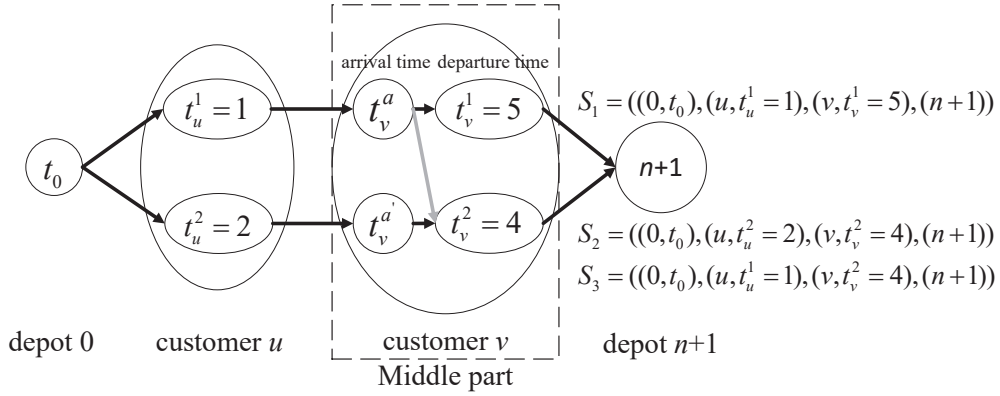 arrival time departure time
t_u^1 = 1
t_v^a
t_v^1 = 5
S_1 = ((0, t_0), (u, t_u^1 = 1), (v, t_v^1 = 5), (n+1))
t_0
n+1
t_u^2 = 2
t_v^{a'}
t_v^2 = 4
S_2 = ((0, t_0), (u, t_u^2 = 2), (v, t_v^2 = 4), (n+1))
S_3 = ((0, t_0), (u, t_u^1 = 1), (v, t_v^2 = 4), (n+1))
depot 0
customer u
customer v
depot n+1
Middle part